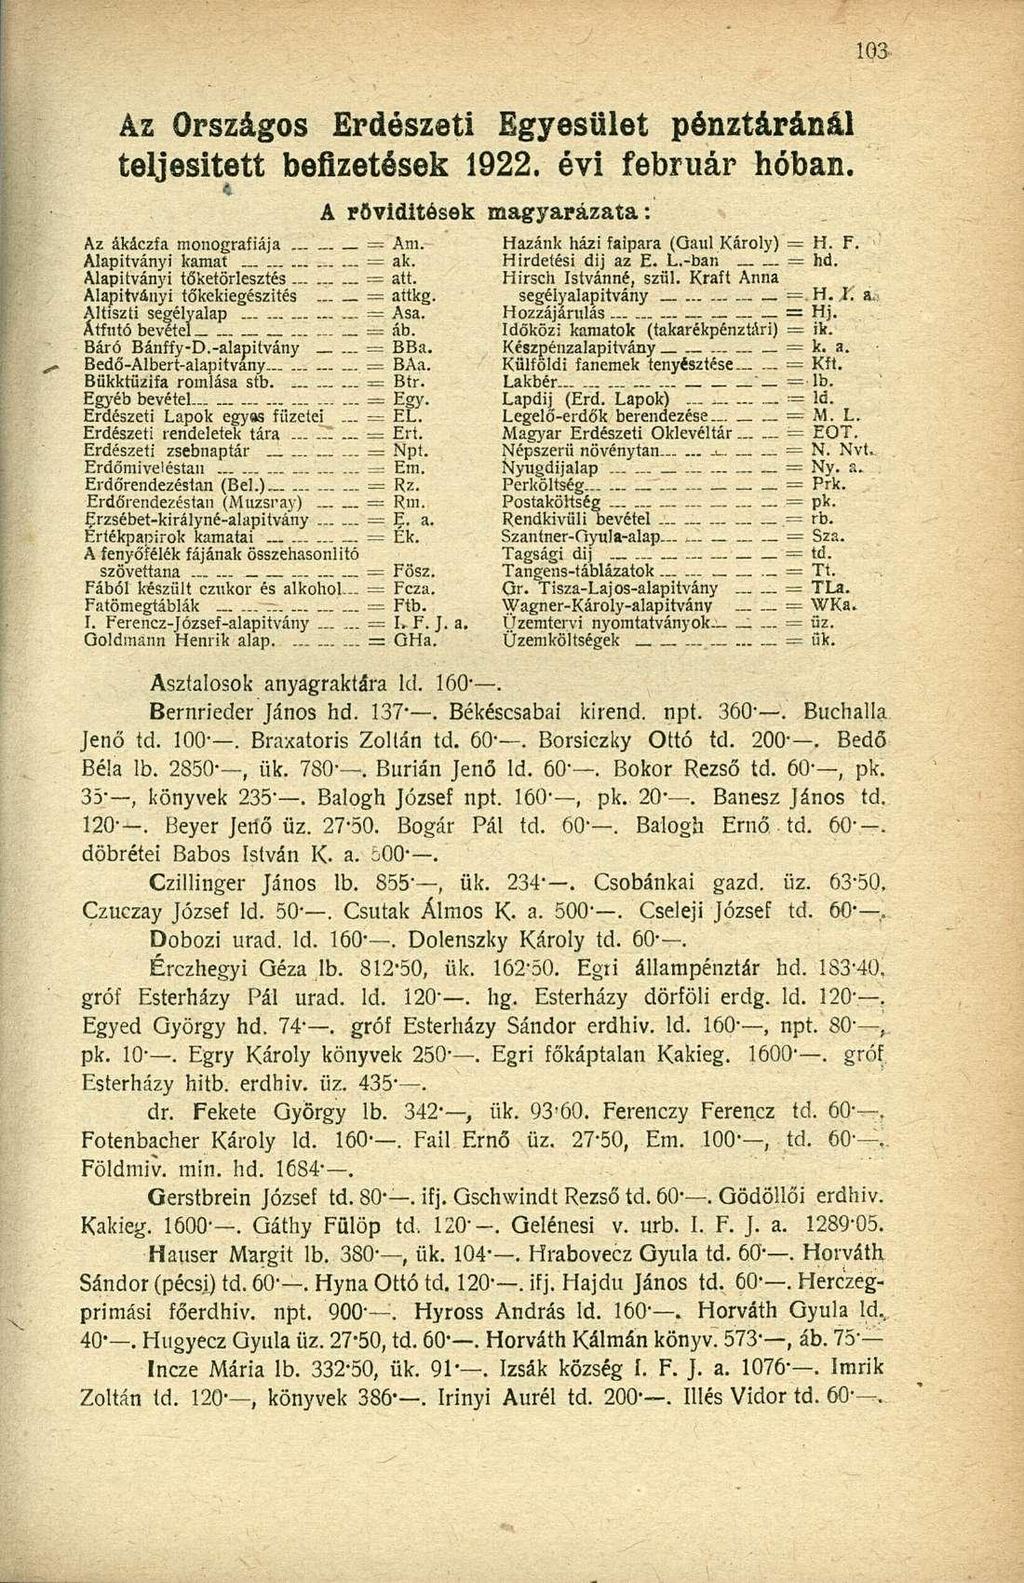 103
Az Országos Erdészeti Egyesület pénztáránál
teljesitett befizetések 1922. évi február hóban.
A röviditések magyarázata:
Az ákáczfa monografiája = Am.
Alapitványi kamat = ak.
Alapitványi tőketörlesztés = att.
Alapitványi tőkekiegészités = attkg.
Altiszti segélyalap = Asa.
Átfutó bevétel = áb.
Báró Bánffy-D.-alapitvány = BBa.
Bedő-Albert-alapitvány = BAa.
Bükktüzifa romlása stb. = Btr.
Egyéb bevétel = Egy.
Erdészeti Lapok egyes füzetei = EL.
Erdészeti rendeletek tára = Ert.
Erdészeti zsebnaptár = Npt.
Erdőmiveléstan = Em.
Erdőrendezéstan (Bel.) = Rz.
Erdőrendezéstan (Muzsnay) = Rm.
Erzsébet-királyné-alapitvány = E. a.
Értékpapirok kamatai = Ék.
A fenyőfélék fájának összehasonlitó
szövettana = Fösz.
Fából készült czukor és alkohol = Fcza.
Fatömegtáblák = Ftb.
I. Ferencz-József-alapitvány = I. F. J. a.
Goldmann Henrik alap. = GHa.
Hazánk házi faipara (Gaul Károly) = H. F.
Hirdetési dij az E. L.-ban = hd.
Hirsch Istvánné, szül. Kraft Anna
segélyalapitvány = H. I. a.
Hozzájárulás = Hj.
Időközi kamatok (takarékpénztári) = ik.
Készpénzalapitvány = k. a.
Külföldi fanemek tenyésztése = Kft.
Lakbér = lb.
Lapdij (Erd. Lapok) = ld.
Legelő-erdők berendezése = M. L.
Magyar Erdészeti Oklevéltár = EOT.
Népszerü növénytan = N. Nvt.
Nyugdijalap = Ny. a.
Perköltség = Prk.
Postaköltség = pk.
Rendkivüli bevétel = rb.
Szantner-Gyula-alap = Sza.
Tagsági dij = td.
Tangens-táblázatok = Tt.
Gr. Tisza-Lajos-alapitvány = TLa.
Wagner-Károly-alapitvány = WKa.
Üzemtervi nyomtatványok = üz.
Üzemköltségek = ük.
Asztalosok anyagraktára ld. 160·—.
Bernrieder János hd. 137·—. Békéscsabai kirend. npt. 360·—. Buchalla
Jenő td. 100·—. Braxatoris Zoltán td. 60·—. Borsiczky Ottó td. 200·—. Bedő
Béla lb. 2850·—, ük. 780·—. Burián Jenő ld. 60·—. Bokor Rezső td. 60·—, pk.
35·—, könyvek 235·—. Balogh József npt. 160·—, pk. 20·—. Banesz János td.
120·—. Beyer Jenő üz. 27·50. Bogár Pál td. 60·—. Balogh Ernő td. 60·—.
döbrétei Babos István K. a. 500·—.
Czillinger János lb. 855·—, ük. 234·—. Csobánkai gazd. üz. 63·50.
Czuczay József ld. 50·—. Csutak Álmos K. a. 500·—. Cseleji József td. 60·—.
Dobozi urad. ld. 160·—. Dolenszky Károly td. 60·—.
Érczhegyi Géza lb. 812·50, ük. 162·50. Egri állampénztár hd. 183·40.
gróf Esterházy Pál urad. ld. 120·—. hg. Esterházy dörföli erdg. ld. 120·—.
Egyed György hd. 74·—. gróf Esterházy Sándor erdhiv. ld. 160·—, npt. 80·—,
pk. 10·—. Egry Károly könyvek 250·—. Egri főkáptalan Kakieg. 1600·—. gróf
Esterházy hitb. erdhiv. üz. 435·—.
dr. Fekete György lb. 342·—, ük. 93·60. Ferenczy Ferencz td. 60·—.
Fotenbacher Károly ld. 160·—. Fail Ernő üz. 27·50, Em. 100·—, td. 60·—.
Földmiv. min. hd. 1684·—.
Gerstbrein József td. 80·—. ifj. Gschwindt Rezső td. 60·—. Gödöllői erdhiv.
Kakieg. 1600·—. Gáthy Fülöp td. 120·—. Gelénesi v. urb. I. F. J. a. 1289·05.
Hauser Margit lb. 380·—, ük. 104·—. Hrabovecz Gyula td. 60·—. Horváth
Sándor (pécsi) td. 60·—. Hyna Ottó td. 120·—. ifj. Hajdu János td. 60·—. Herczeg-
primási főerdhiv. npt. 900·—. Hyross András ld. 160·—. Horváth Gyula ld.
40·—. Hugyecz Gyula üz. 27·50, td. 60·—. Horváth Kálmán könyv. 573·—, áb. 75·—
Incze Mária lb. 332·50, ük. 91·—. Izsák község I. F. J. a. 1076·—. Imrik
Zoltán td. 120·—, könyvek 386·—. Irinyi Aurél td. 200·—. Illés Vidor td. 60·—.